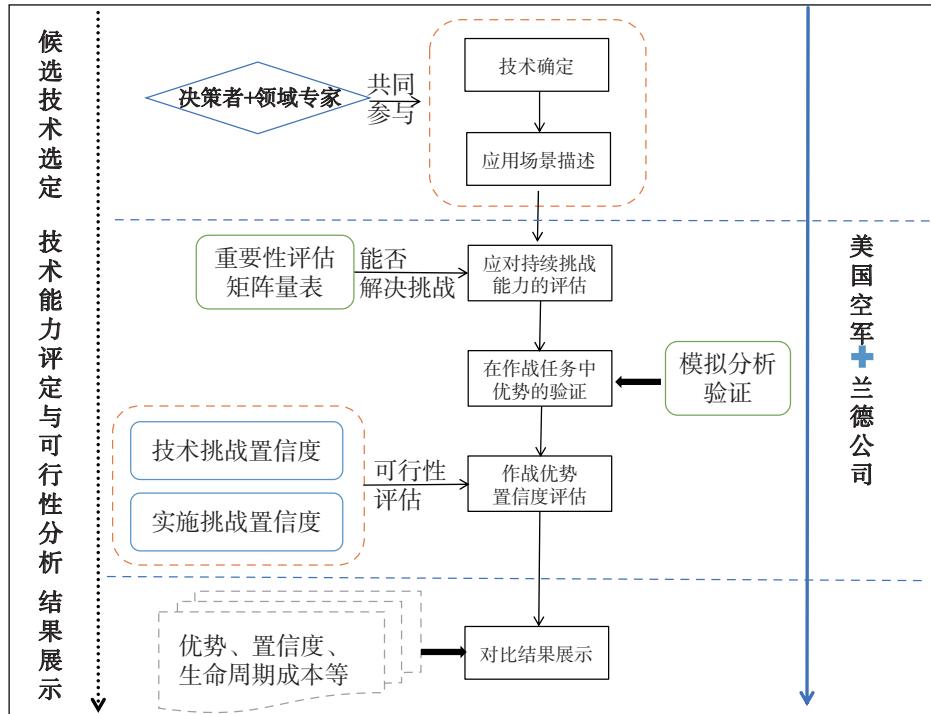 候选技术选定
决策者+领域专家
共同
参与
技术确定
应用场景描述
技术能力评定与可行性分析
重要性评估
矩阵量表
能否
解决挑战
应对持续挑战
能力的评估
在作战任务中
优势的验证
模拟分析
验证
技术挑战置信度
实施挑战置信度
可行性
评估
作战优势
置信度评估
结果展示
优势、置信度、
生命周期成本等
对比结果展示
美国空军+兰德公司